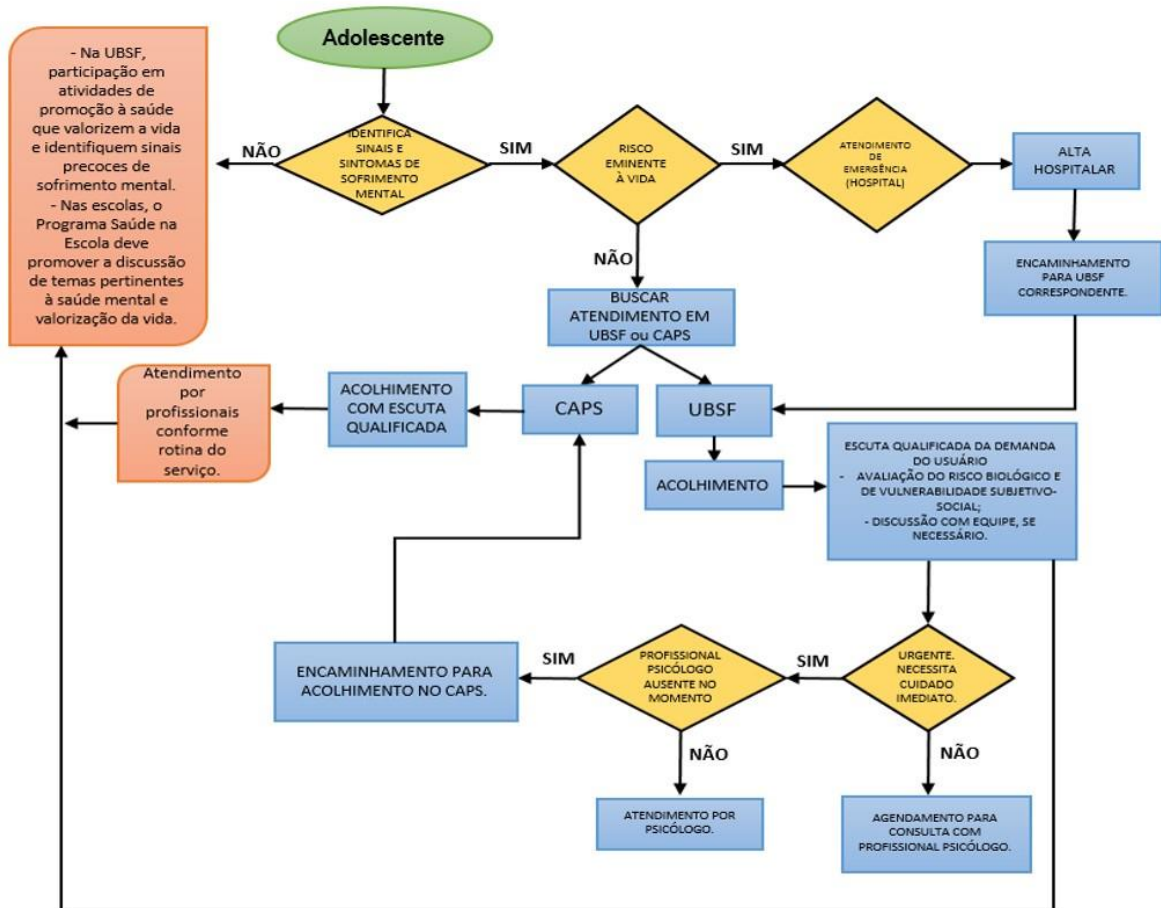 Adolescente
- Na UBSF,
participação em
atividades de
promoção à saúde
que valorizem a vida
e identifiquem sinais
precoces de
sofrimento mental.
- Nas escolas, o
Programa Saúde na
Escola deve
promover a discussão
de temas pertinentes
à saúde mental e
valorização da vida.
NÃO
IDENTIFICA
SINAIS E
SINTOMAS DE
SOFRIMENTO
MENTAL
SIM
RISCO
EMINENTE
À VIDA
SIM
ATENDIMENTO
DE
EMERGÊNCIA
(HOSPITAL)
ALTA
HOSPITALAR
NÃO
ENCAMINHAMENTO
PARA UBSF
CORRESPONDENTE.
BUSCAR
ATENDIMENTO EM
UBSF ou CAPS
Atendimento
por
profissionais
conforme
rotina do
serviço.
ACOLHIMENTO
COM ESCUTA
QUALIFICADA
CAPS
UBSF
ACOLHIMENTO
ESCUTA QUALIFICADA DA DEMANDA
DO USUÁRIO
- AVALIAÇÃO DO RISCO BIOLÓGICO E
DE VULNERABILIDADE SUBJETIVO-
SOCIAL;
- DISCUSSÃO COM EQUIPE, SE
NECESSÁRIO.
ENCAMINHAMENTO PARA
ACOLHIMENTO NO CAPS.
SIM
PROFISSIONAL
PSICÓLOGO
AUSENTE NO
MOMENTO
SIM
URGENTE.
NECESSITA
CUIDADO
IMEDIATO.
NÃO
NÃO
ATENDIMENTO POR
PSICÓLOGO.
AGENDAMENTO PARA
CONSULTA COM
PROFISSIONAL PSICÓLOGO.